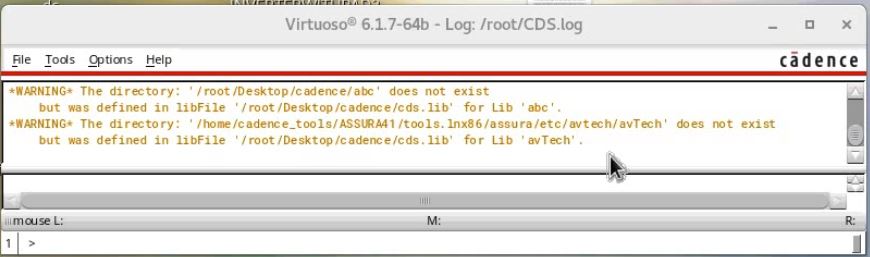 Virtuoso® 6.1.7-64b - Log: /root/CDS.log
File Tools Options Help
cādence
*WARNING* The directory: '/root/Desktop/cadence/abc' does not exist
but was defined in libFile '/root/Desktop/cadence/cds.lib' for Lib 'abc'.
*WARNING* The directory: '/home/cadence_tools/ASSURA41/tools.lnx86/assura/etc/avtech/avTech' does not exist
but was defined in libFile '/root/Desktop/cadence/cds.lib' for Lib 'avTech'.
mouse L: M: R:
1 >